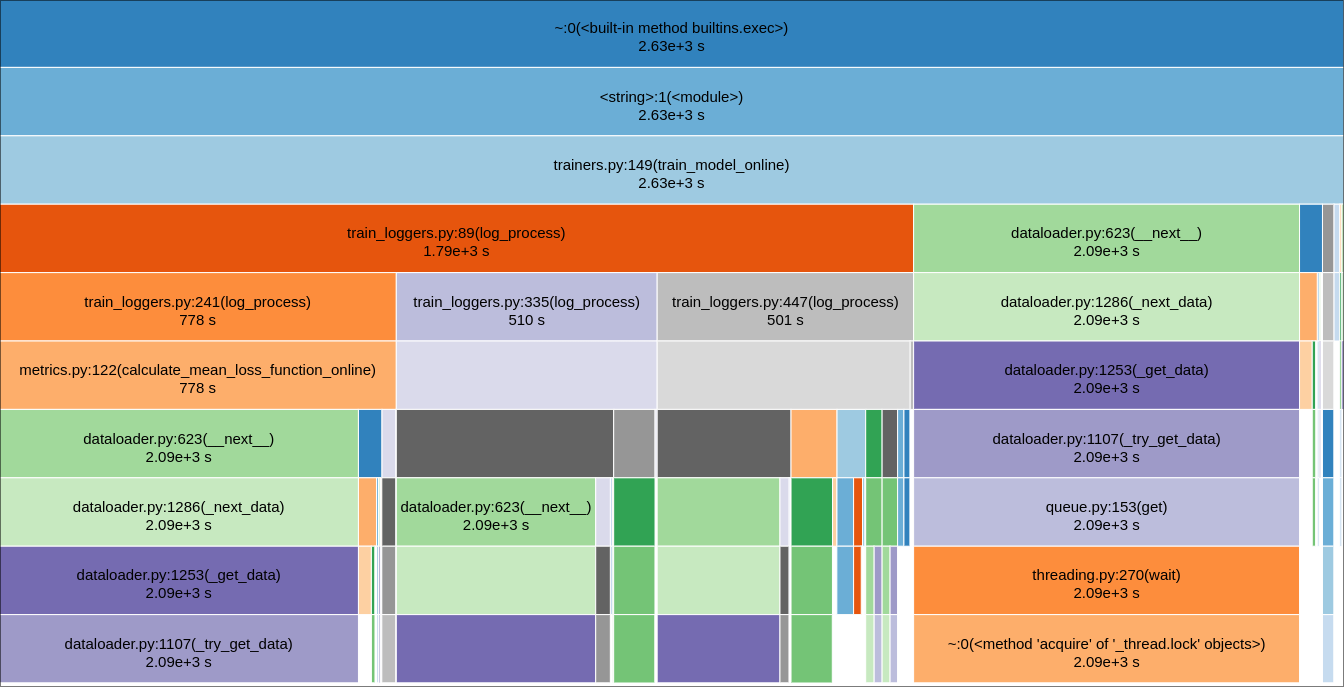 ~:0(<built-in method builtins.exec>)
2.63e+3 s
<string>:1(<module>)
2.63e+3 s
trainers.py:149(train_model_online)
2.63e+3 s
train_loggers.py:89(log_process)
1.79e+3 s
dataloader.py:623(__next__)
2.09e+3 s
train_loggers.py:241(log_process)
778 s
train_loggers.py:335(log_process)
510 s
train_loggers.py:447(log_process)
501 s
dataloader.py:1286(_next_data)
2.09e+3 s
metrics.py:122(calculate_mean_loss_function_online)
778 s
dataloader.py:1253(_get_data)
2.09e+3 s
dataloader.py:623(__next__)
2.09e+3 s
dataloader.py:1107(_try_get_data)
2.09e+3 s
dataloader.py:1286(_next_data)
2.09e+3 s
dataloader.py:623(__next__)
2.09e+3 s
queue.py:153(get)
2.09e+3 s
dataloader.py:1253(_get_data)
2.09e+3 s
threading.py:270(wait)
2.09e+3 s
dataloader.py:1107(_try_get_data)
2.09e+3 s
~:0(<method 'acquire' of '_thread.lock' objects>)
2.09e+3 s